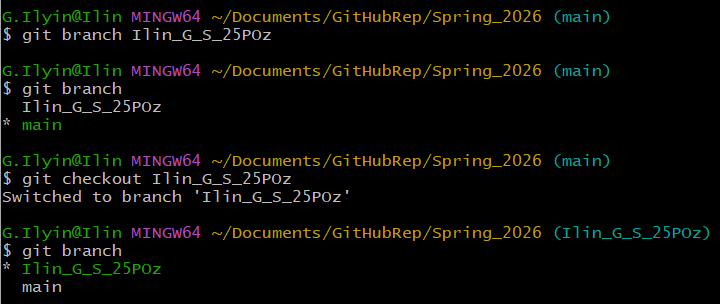 G.Ilyin@Ilin MINGW64 ~/Documents/GitHubRep/Spring_2026 (main)
$ git branch Ilin_G_S_25POz
G.Ilyin@Ilin MINGW64 ~/Documents/GitHubRep/Spring_2026 (main)
$ git branch
  Ilin_G_S_25POz
* main
G.Ilyin@Ilin MINGW64 ~/Documents/GitHubRep/Spring_2026 (main)
$ git checkout Ilin_G_S_25POz
Switched to branch 'Ilin_G_S_25POz'
G.Ilyin@Ilin MINGW64 ~/Documents/GitHubRep/Spring_2026 (Ilin_G_S_25POz)
$ git branch
* Ilin_G_S_25POz
  main